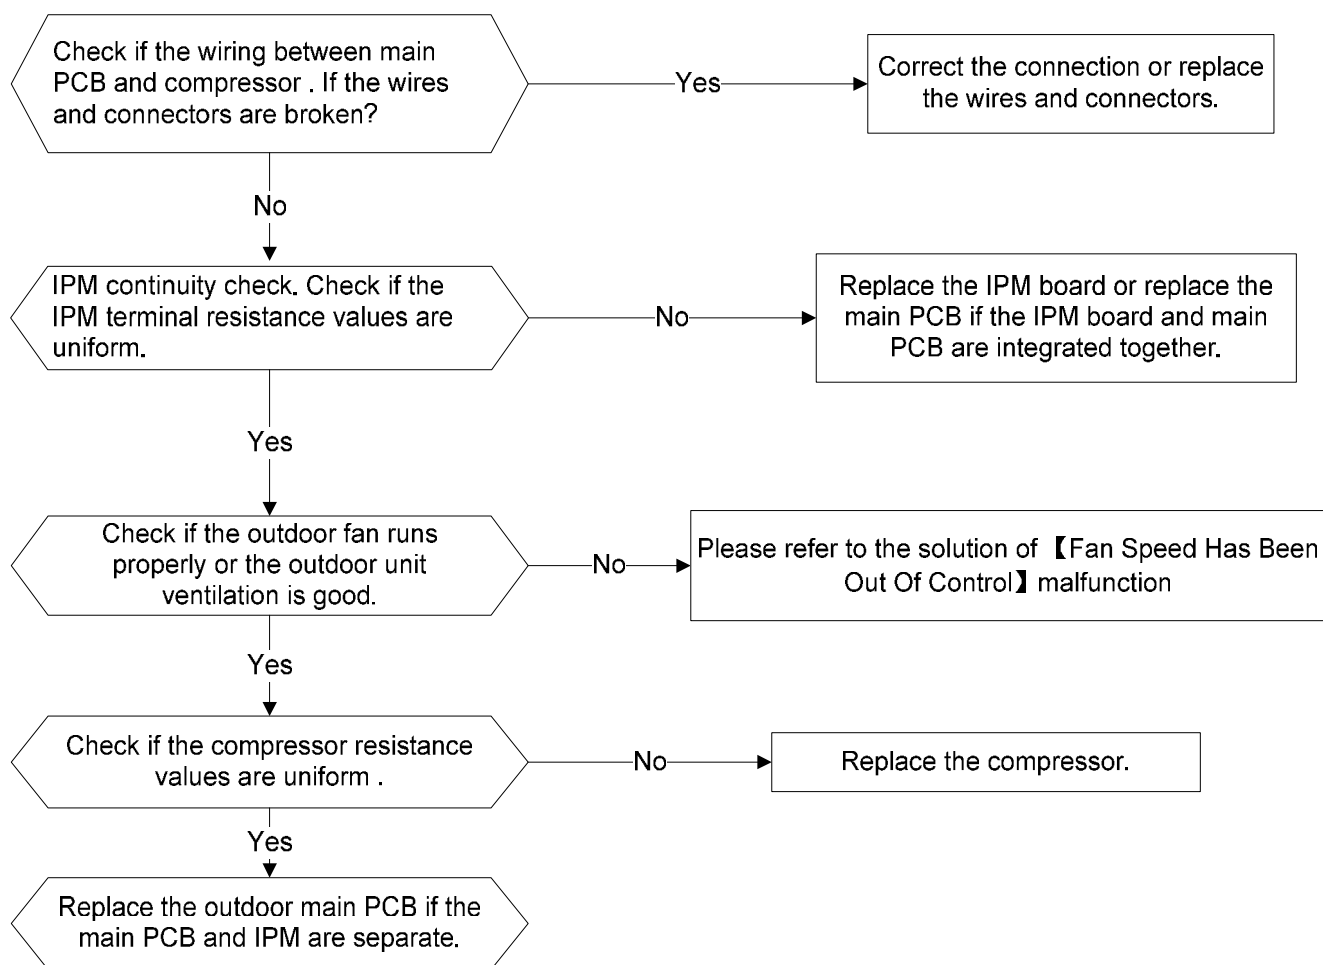 Check if the wiring between main
PCB and compressor . If the wires
and connectors are broken?
Yes
Correct the connection or replace
the wires and connectors.
No
IPM continuity check. Check if the
IPM terminal resistance values are
uniform.
No
Replace the IPM board or replace the
main PCB if the IPM board and main
PCB are integrated together.
Yes
Check if the outdoor fan runs
properly or the outdoor unit
ventilation is good.
No
Please refer to the solution of 【Fan Speed Has Been
Out Of Control】 malfunction
Yes
Check if the compressor resistance
values are uniform .
No
Replace the compressor.
Yes
Replace the outdoor main PCB if the
main PCB and IPM are separate.